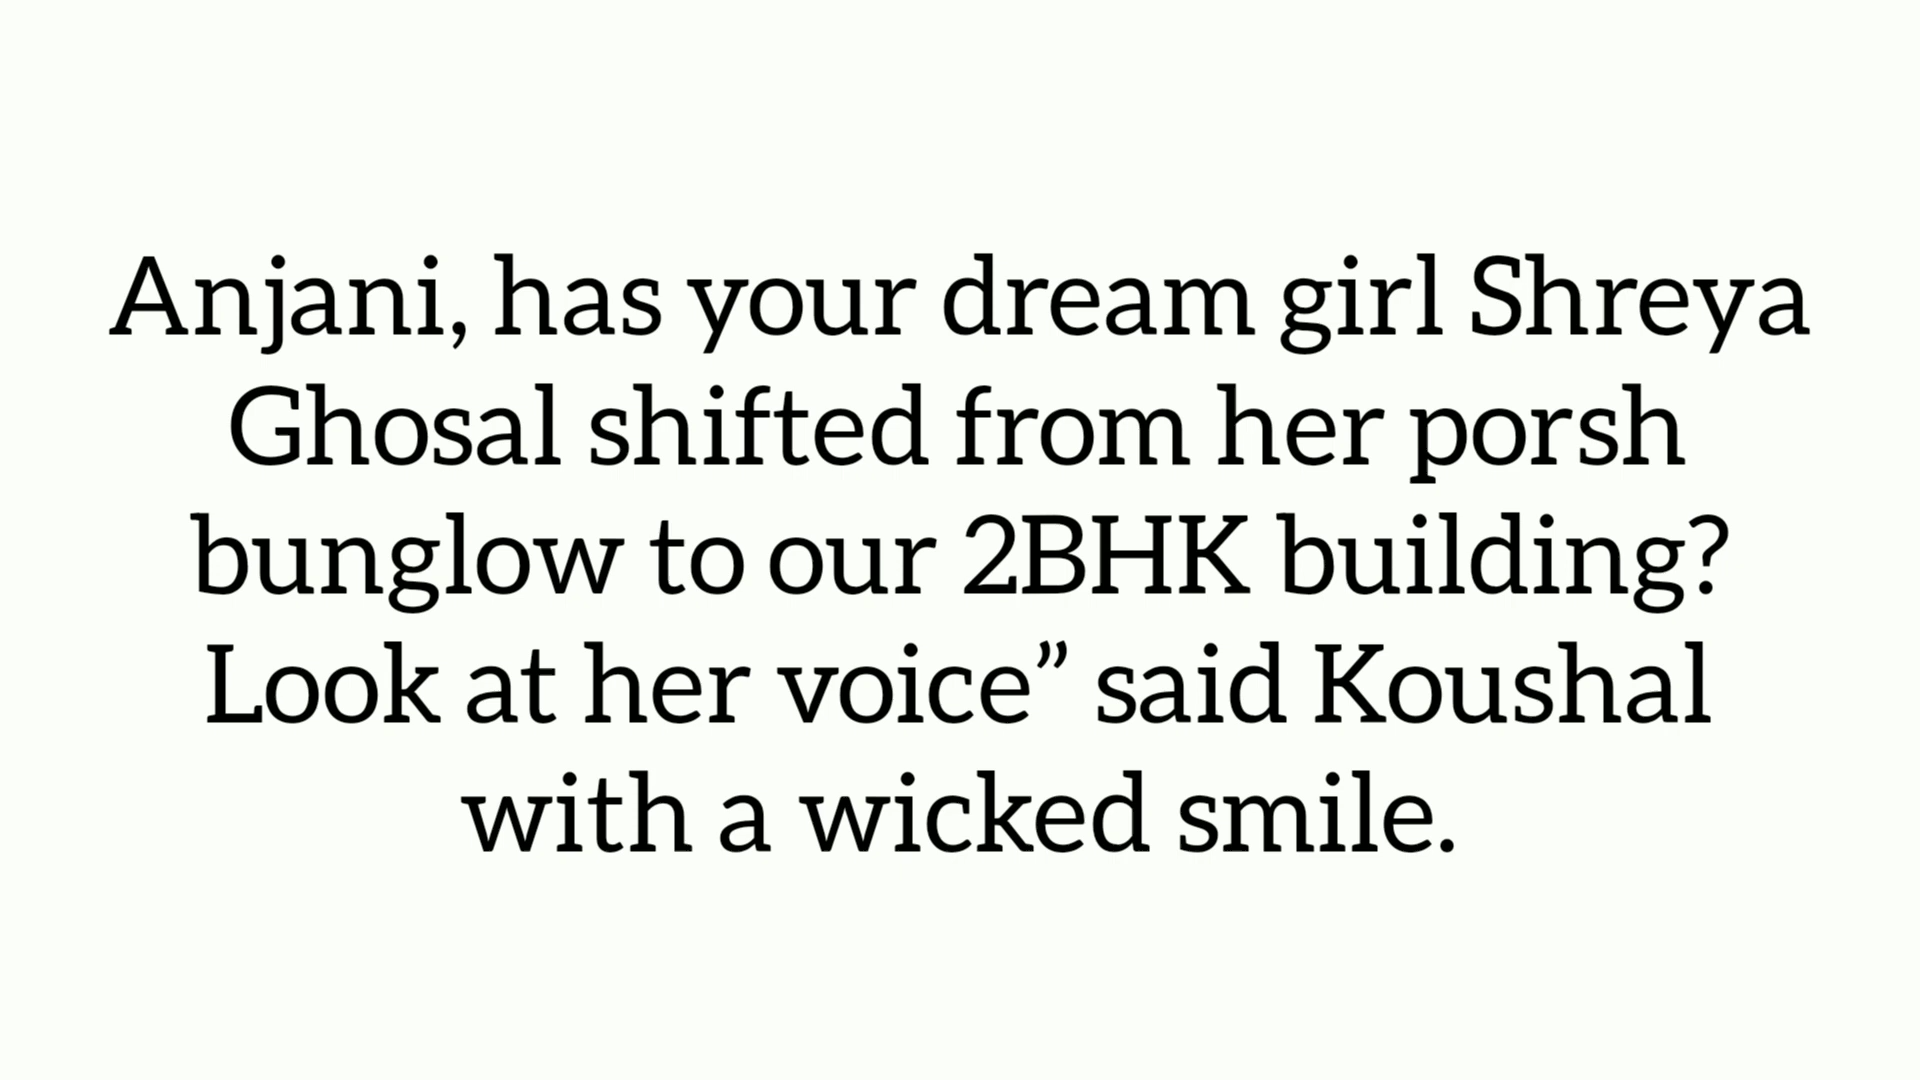 Anjani, has your dream girl Shreya
Ghosal shifted from her porsh
bunglow to our 2BHK building?
Look at her voice” said Koushal
with a wicked smile.